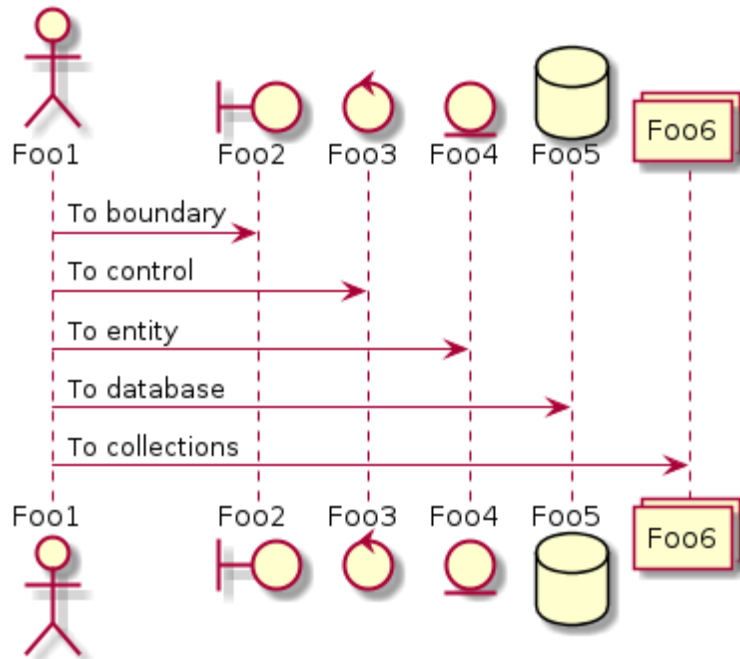 Foo1 Foo2 Foo3 Foo4 Foo5 Foo6
To boundary
To control
To entity
To database
To collections
Foo1 Foo2 Foo3 Foo4 Foo5 Foo6